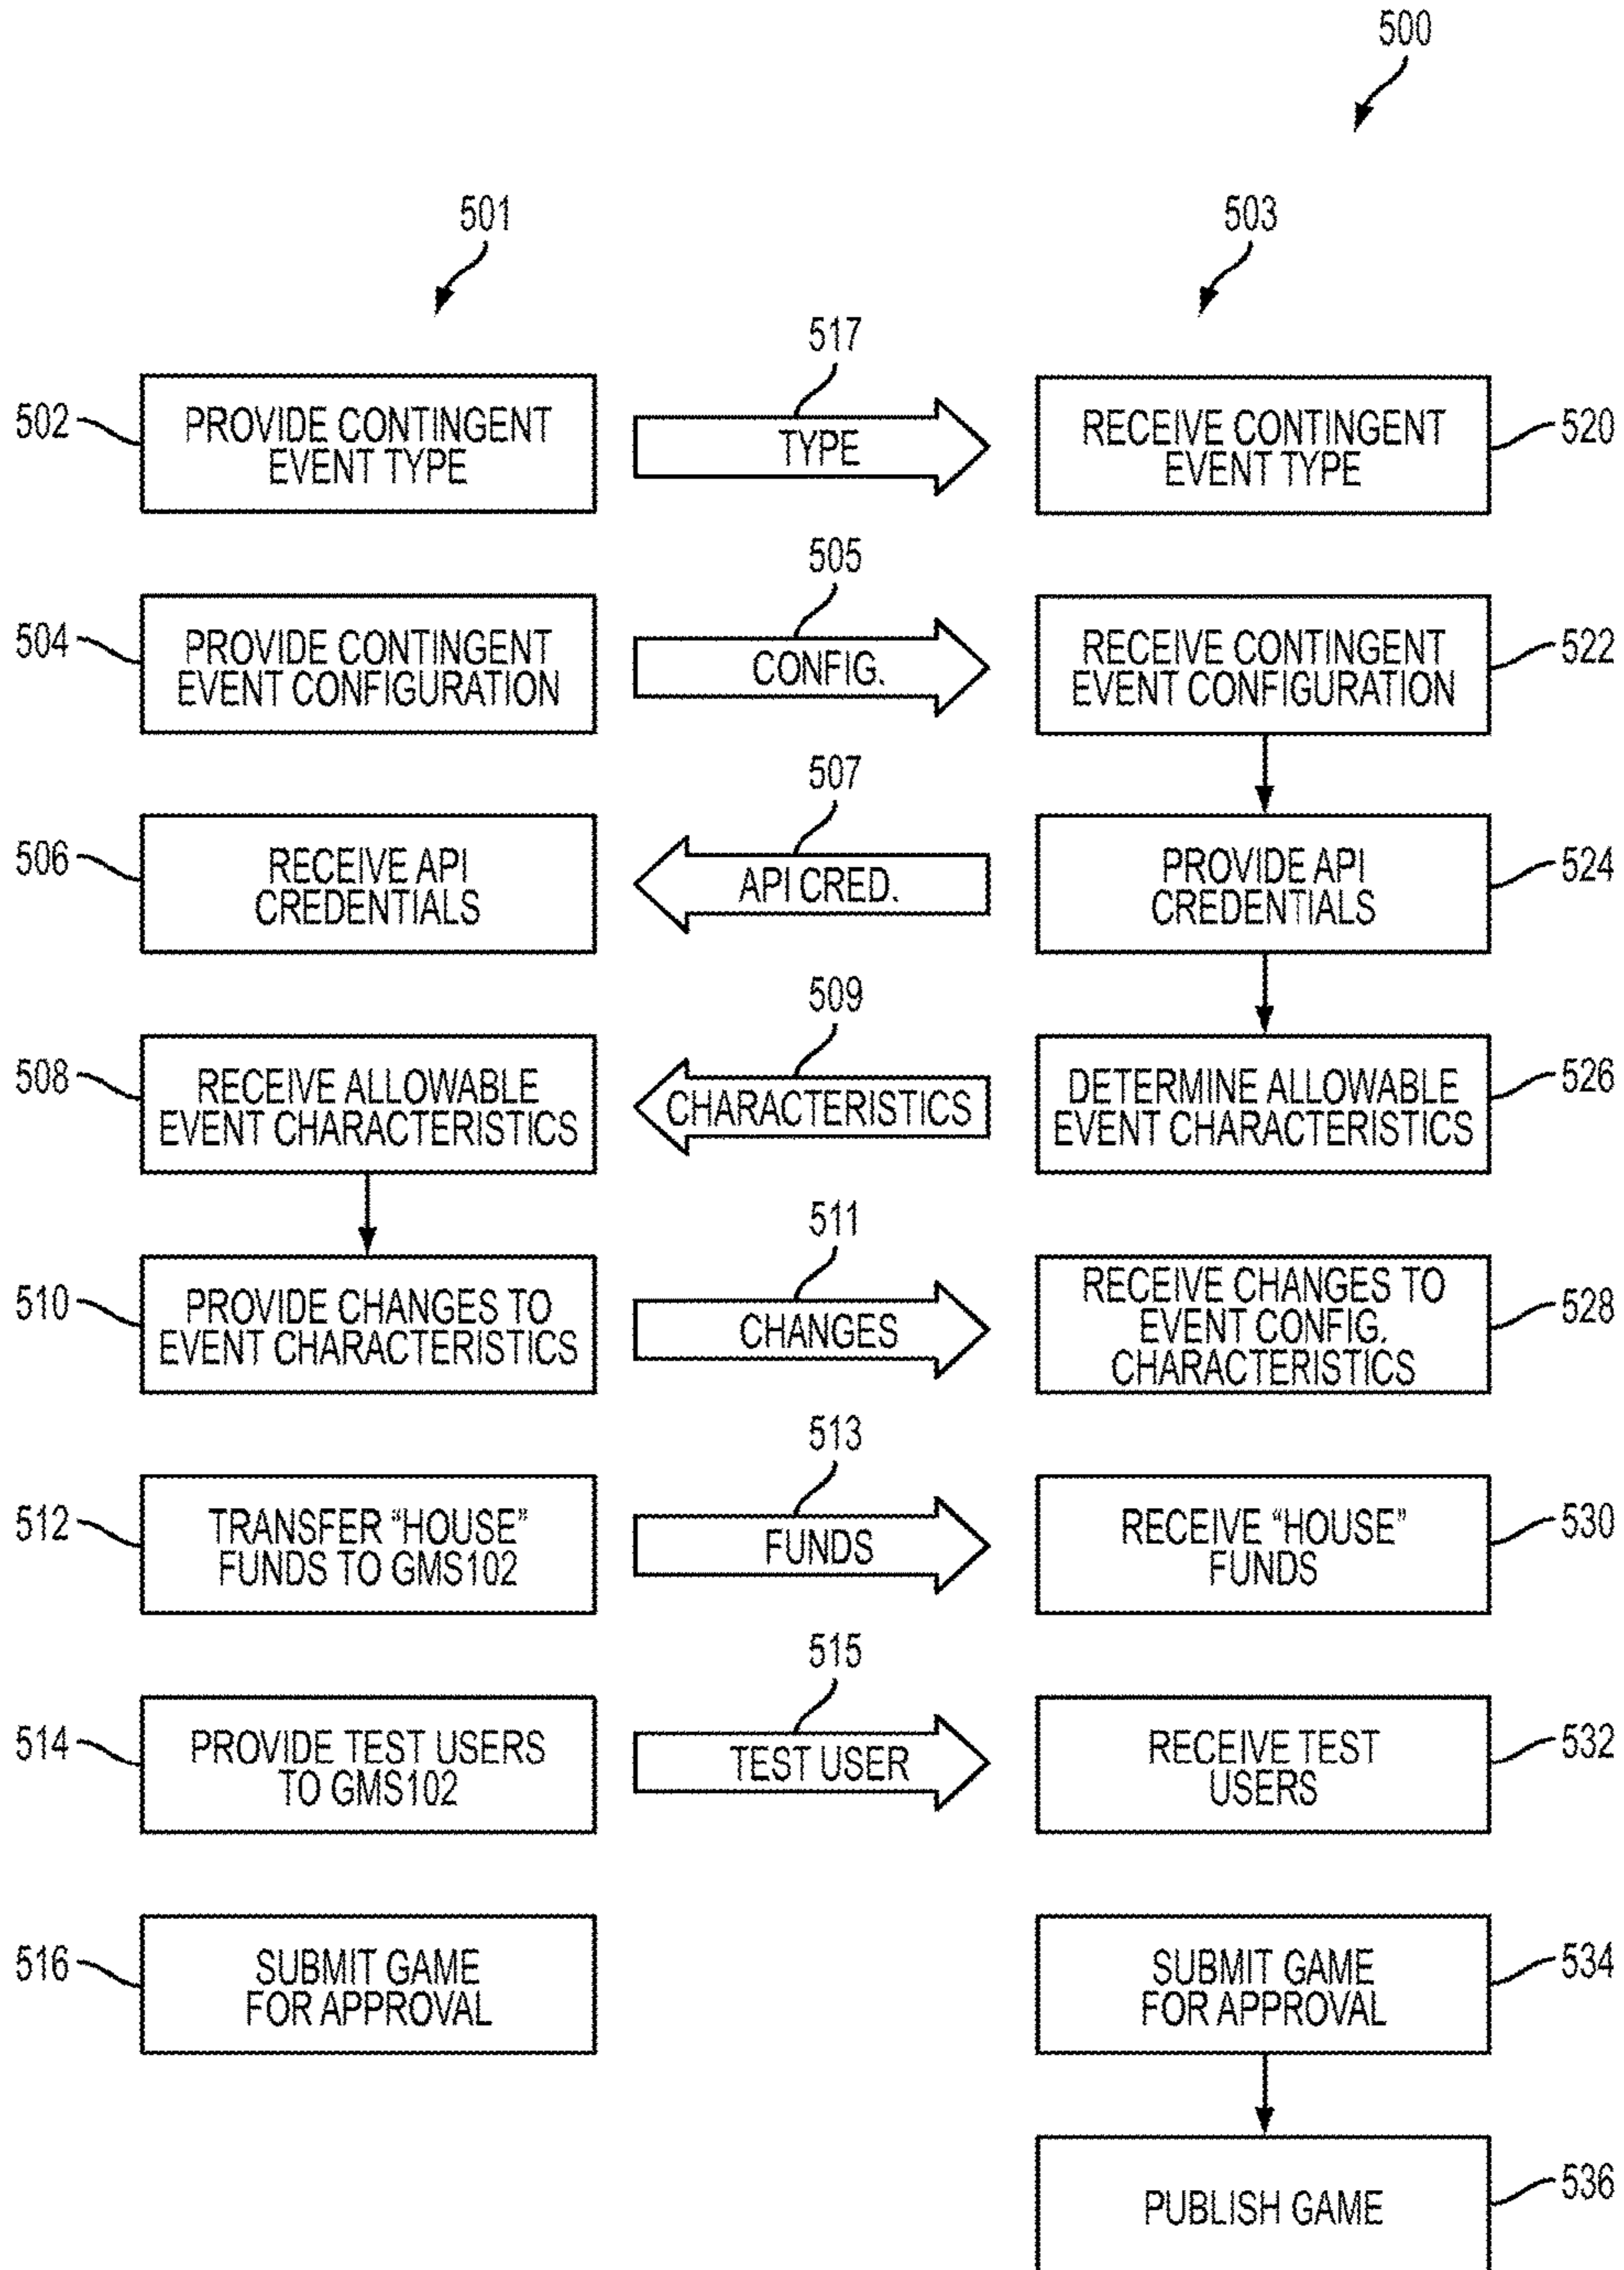 500
501
503
517
502
PROVIDE CONTINGENT
EVENT TYPE
TYPE
RECEIVE CONTINGENT
EVENT TYPE
520
505
504
PROVIDE CONTINGENT
EVENT CONFIGURATION
CONFIG.
RECEIVE CONTINGENT
EVENT CONFIGURATION
522
507
506
RECEIVE API
CREDENTIALS
API CRED.
PROVIDE API
CREDENTIALS
524
509
508
RECEIVE ALLOWABLE
EVENT CHARACTERISTICS
CHARACTERISTICS
DETERMINE ALLOWABLE
EVENT CHARACTERISTICS
526
511
510
PROVIDE CHANGES TO
EVENT CHARACTERISTICS
CHANGES
RECEIVE CHANGES TO
EVENT CONFIG.
CHARACTERISTICS
528
513
512
TRANSFER “HOUSE”
FUNDS TO GMS102
FUNDS
RECEIVE “HOUSE”
FUNDS
530
515
514
PROVIDE TEST USERS
TO GMS102
TEST USER
RECEIVE TEST
USERS
532
516
SUBMIT GAME
FOR APPROVAL
SUBMIT GAME
FOR APPROVAL
534
PUBLISH GAME
536